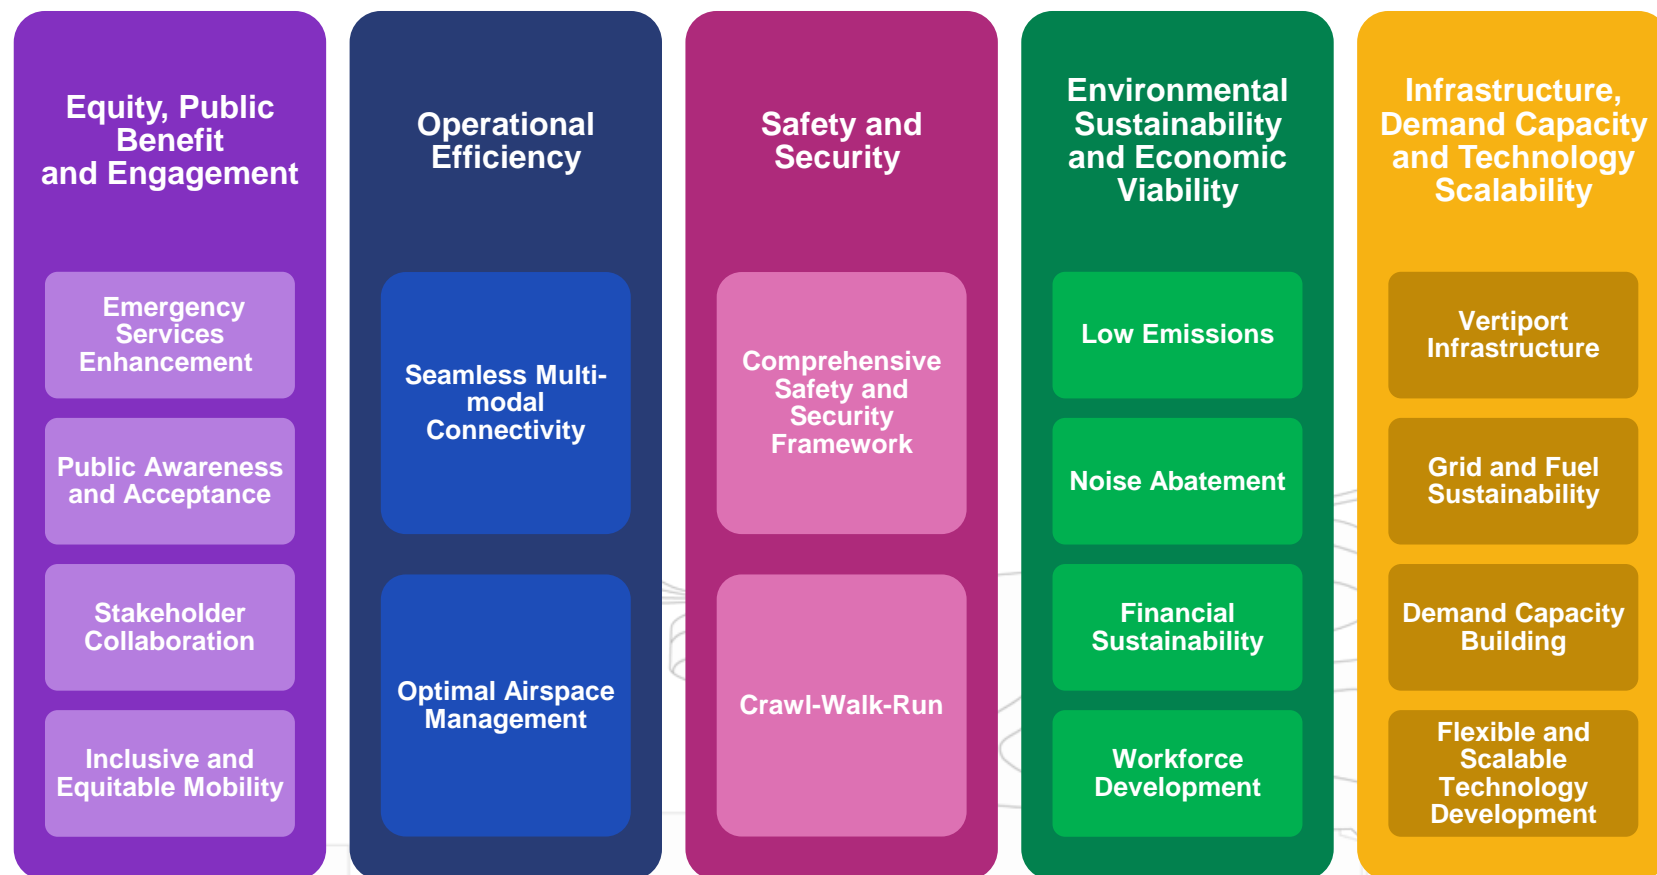 Equity, Public
Benefit
and Engagement
Emergency
Services
Enhancement
Public Awareness
and Acceptance
Stakeholder
Collaboration
Inclusive and
Equitable Mobility
Operational
Efficiency
Seamless Multi-
modal
Connectivity
Optimal Airspace
Management
Safety and
Security
Comprehensive
Safety and
Security
Framework
Crawl-Walk-Run
Environmental
Sustainability
and Economic
Viability
Low Emissions
Noise Abatement
Financial
Sustainability
Workforce
Development
Infrastructure,
Demand Capacity
and Technology
Scalability
Vertiport
Infrastructure
Grid and Fuel
Sustainability
Demand Capacity
Building
Flexible and
Scalable
Technology
Development